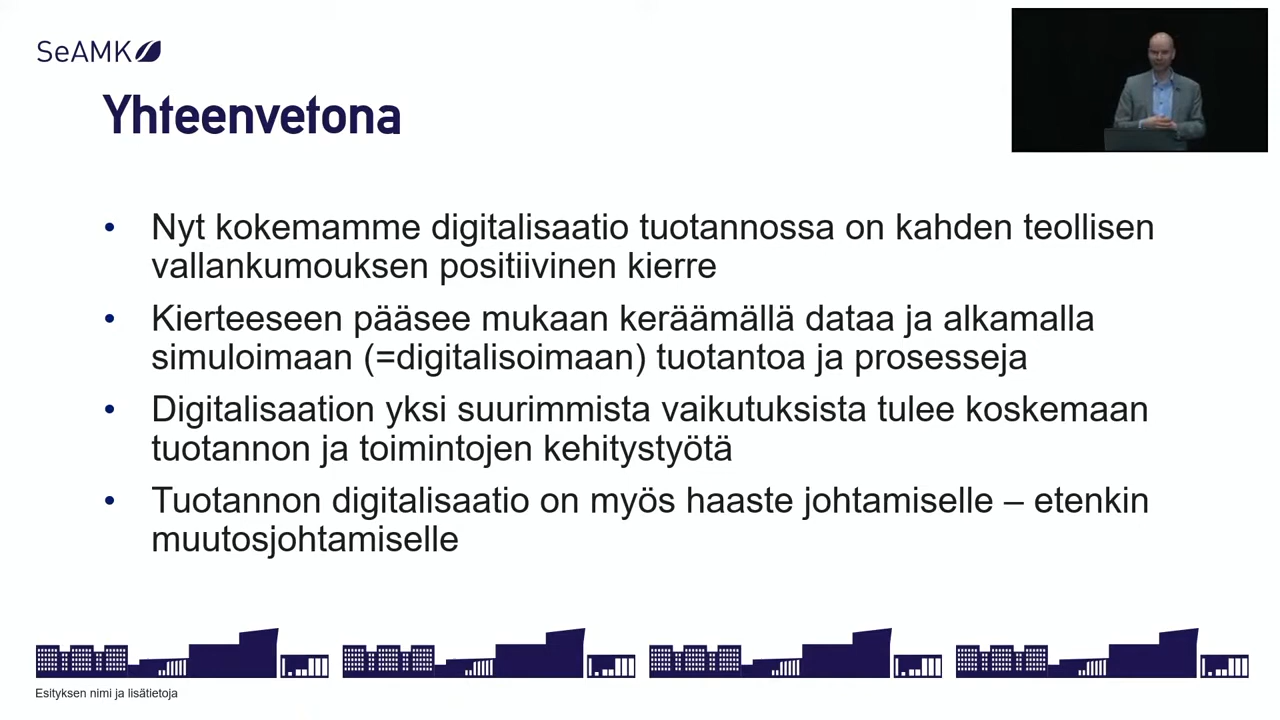 SeAMK
Yhteenvetona
• Nyt kokemamme digitalisaatio tuotannossa on kahden teollisen
vallankumouksen positiivinen kierre
• Kierteeseen pääsee mukaan keräämällä dataa ja alkamalla
simuloimaan (=digitalisoimaan) tuotantoa ja prosesseja
• Digitalisaation yksi suurimmista vaikutuksista tulee koskemaan
tuotannon ja toimintojen kehitystyötä
• Tuotannon digitalisaatio on myös haaste johtamiselle – etenkin
muutosjohtamiselle
Esityksen nimi ja lisätietoja